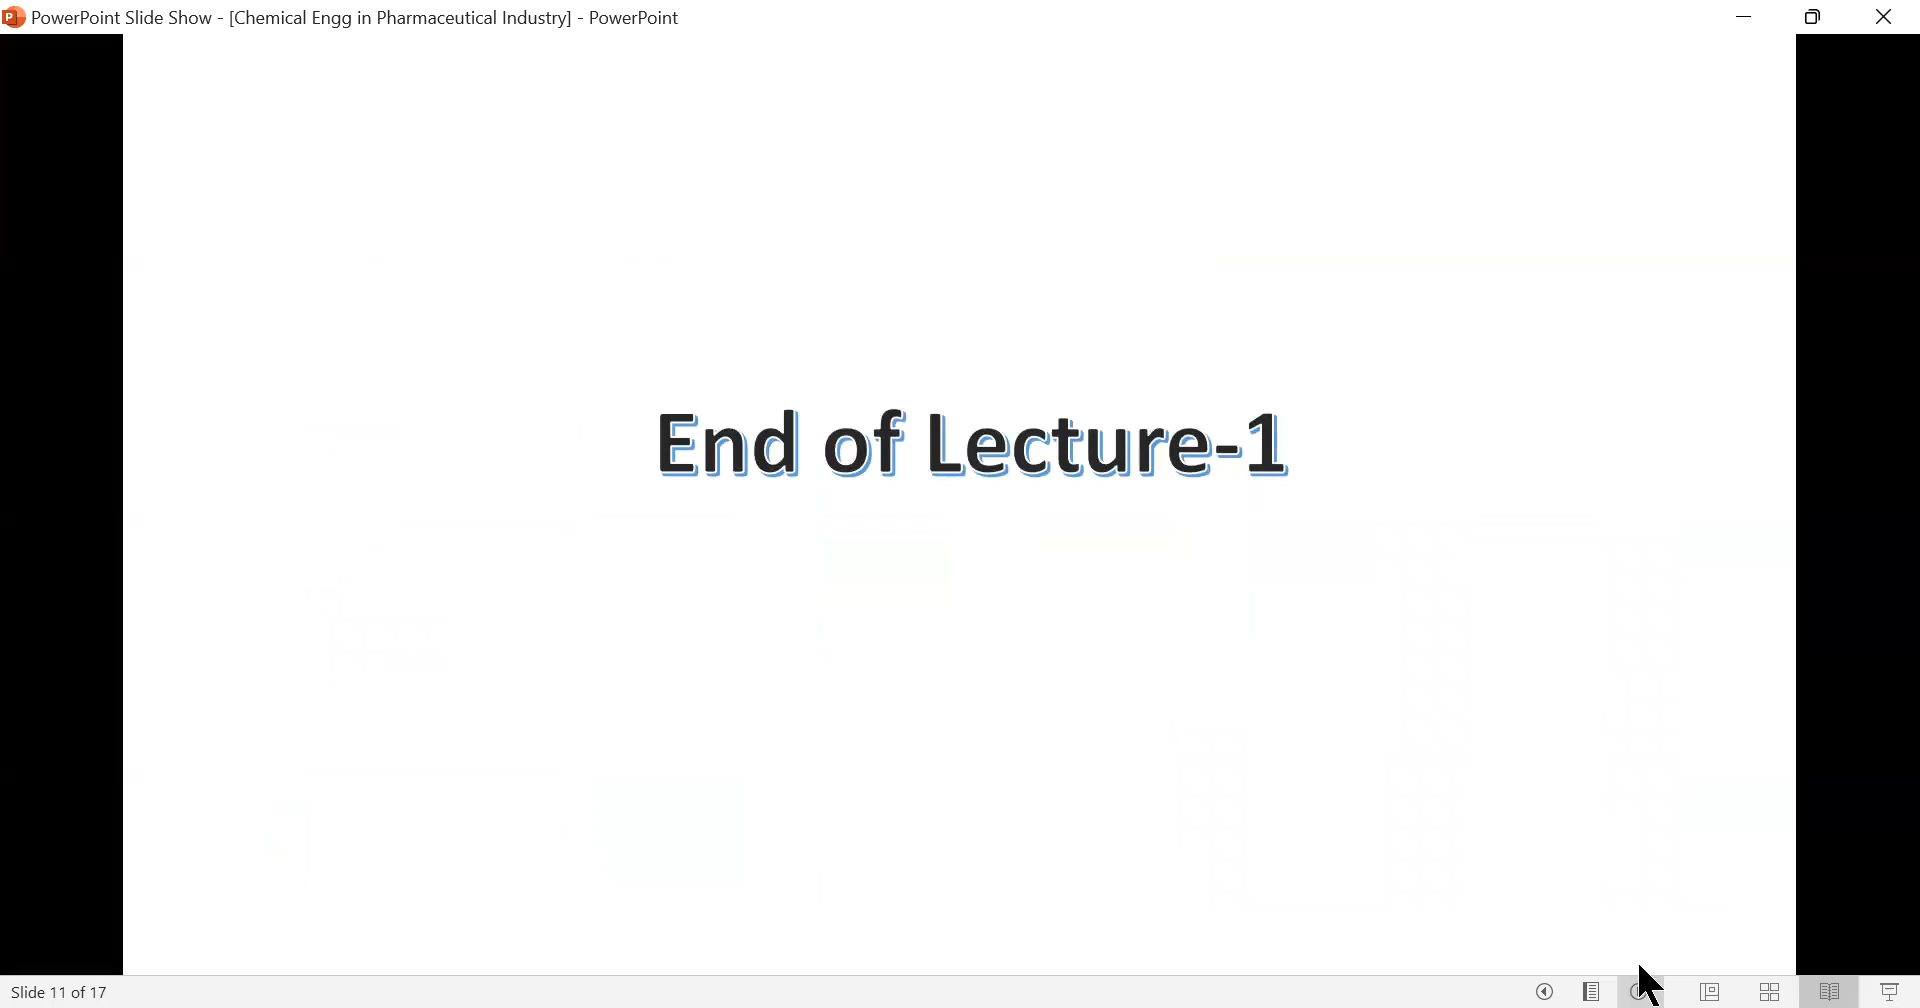 PowerPoint Slide Show - [Chemical Engg in Pharmaceutical Industry] - PowerPoint
End of Lecture-1
Slide 11 of 17